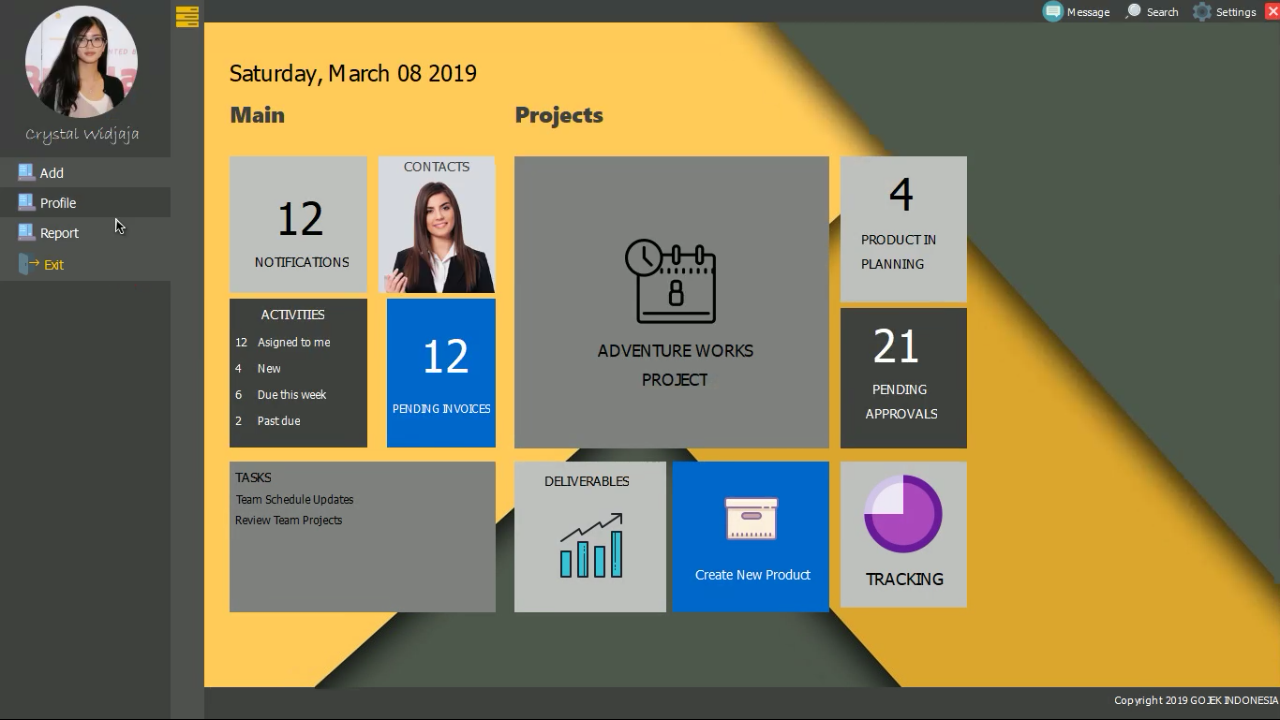 Message
Search
Settings
Crystal Widjaja
Add
Profile
Report
Exit
Saturday, March 08 2019
Main
Projects
12
NOTIFICATIONS
CONTACTS
ACTIVITIES
12 Asigned to me
4 New
6 Due this week
2 Past due
12
PENDING INVOICES
TASKS
Team Schedule Updates
Review Team Projects
8
ADVENTURE WORKS
PROJECT
4
PRODUCT IN
PLANNING
21
PENDING
APPROVALS
DELIVERABLES
Create New Product
TRACKING
Copyright 2019 GOJEK INDONESIA